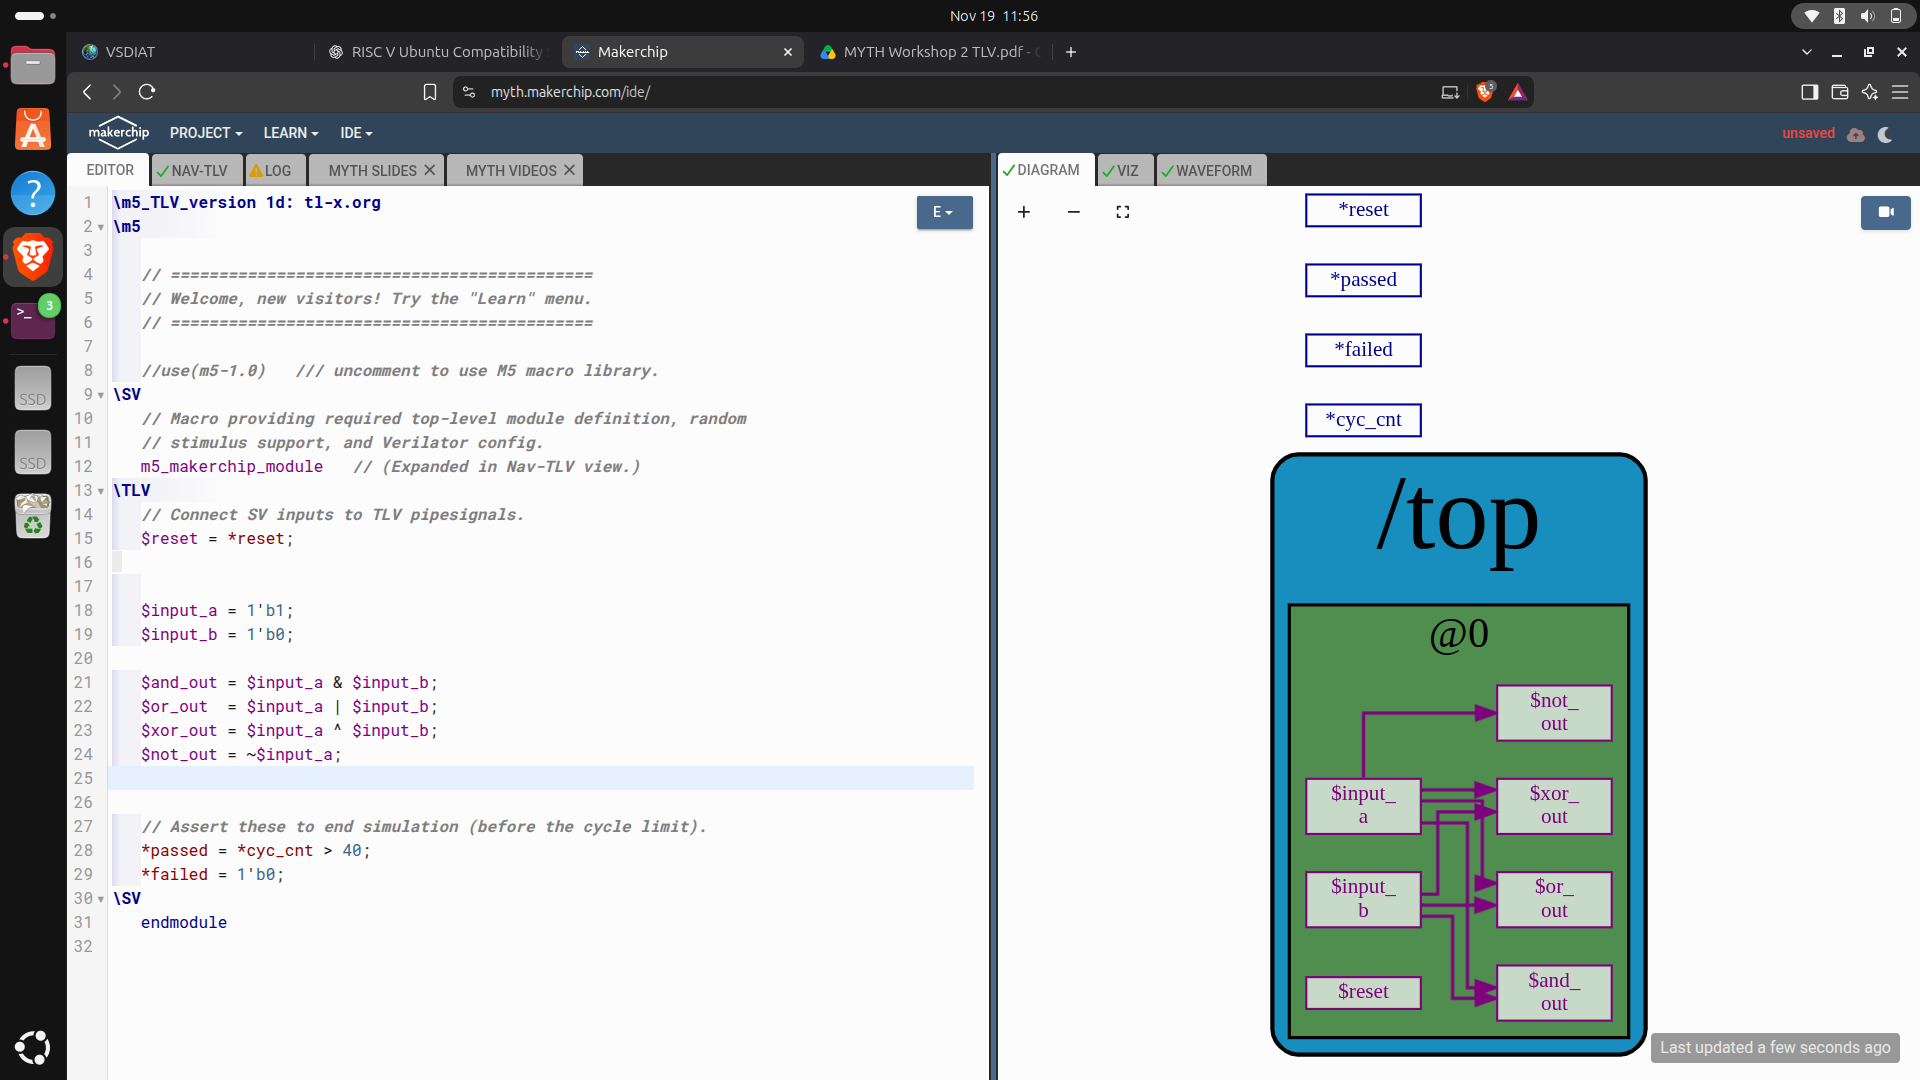 Nov 19 11:56
VSDIAT
RISC V Ubuntu Compatibility
Makerchip
MYTH Workshop 2 TLV.pdf -
myth.makerchip.com/ide/
5
makerchip
PROJECT
LEARN
IDE
unsaved
EDITOR
NAV-TLV
LOG
MYTH SLIDES
MYTH VIDEOS
DIAGRAM
VIZ
WAVEFORM
3
SSD
SSD
E
1 \m5_TLV_version 1d: tl-x.org
2 \m5
3
4 // ============================================
5 // Welcome, new visitors! Try the "Learn" menu.
6 // ============================================
7
8 //use(m5-1.0)   /// uncomment to use M5 macro library.
9 \SV
10 // Macro providing required top-level module definition, random
11 // stimulus support, and Verilator config.
12 m5_makerchip_module   // (Expanded in Nav-TLV view.)
13 \TLV
14 // Connect SV inputs to TLV pipesignals.
15 $reset = *reset;
16
17
18 $input_a = 1'b1;
19 $input_b = 1'b0;
20
21 $and_out = $input_a & $input_b;
22 $or_out  = $input_a | $input_b;
23 $xor_out = $input_a ^ $input_b;
24 $not_out = ~$input_a;
25
26
27 // Assert these to end simulation (before the cycle limit).
28 *passed = *cyc_cnt > 40;
29 *failed = 1'b0;
30 \SV
31 endmodule
32
*reset
*passed
*failed
*cyc_cnt
/top
@0
$not_
out
$input_
a
$xor_
out
$input_
b
$or_
out
$reset
$and_
out
Last updated a few seconds ago